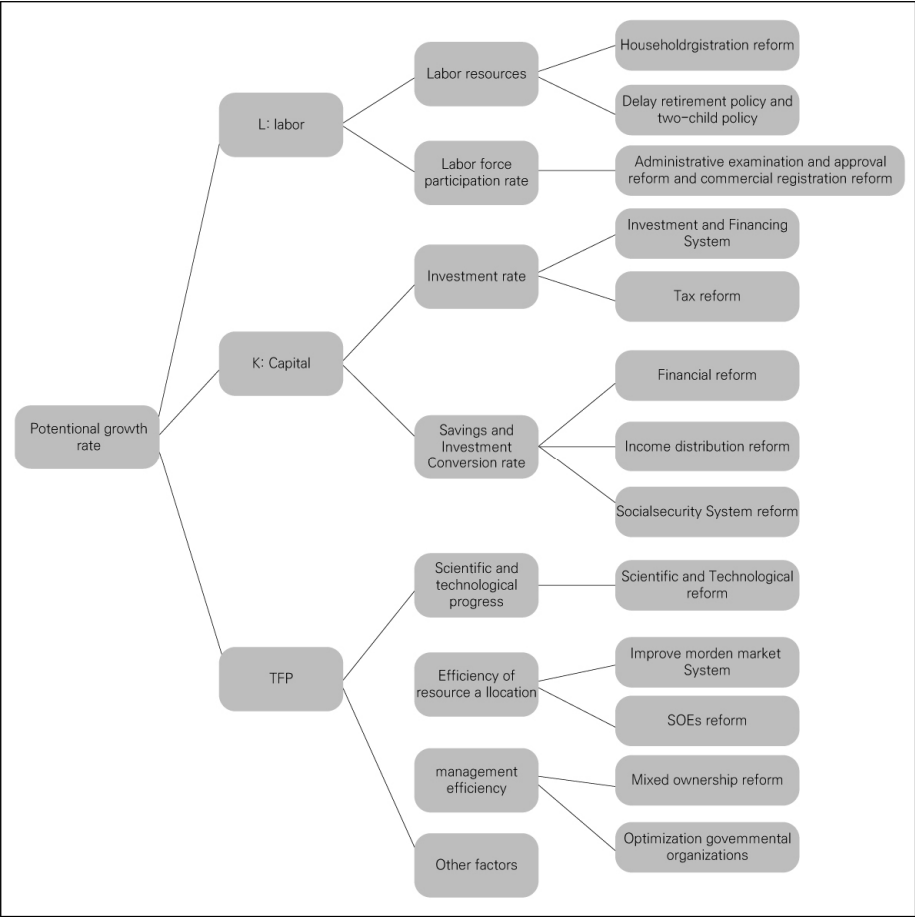 Potentional growth
rate
L: labor
K: Capital
TFP
Labor resources
Labor force
participation rate
Investment rate
Savings and
Investment
Conversion rate
Scientific and
technological
progress
Efficiency of
resource a llocation
management
efficiency
Other factors
Householdrgistration reform
Delay retirement policy and
two-child policy
Administrative examination and approval
reform and commercial registration reform
Investment and Financing
System
Tax reform
Financial reform
Income distribution reform
Socialsecurity System reform
Scientific and Technological
reform
Improve morden market
System
SOEs reform
Mixed ownership reform
Optimization govemmental
organizations